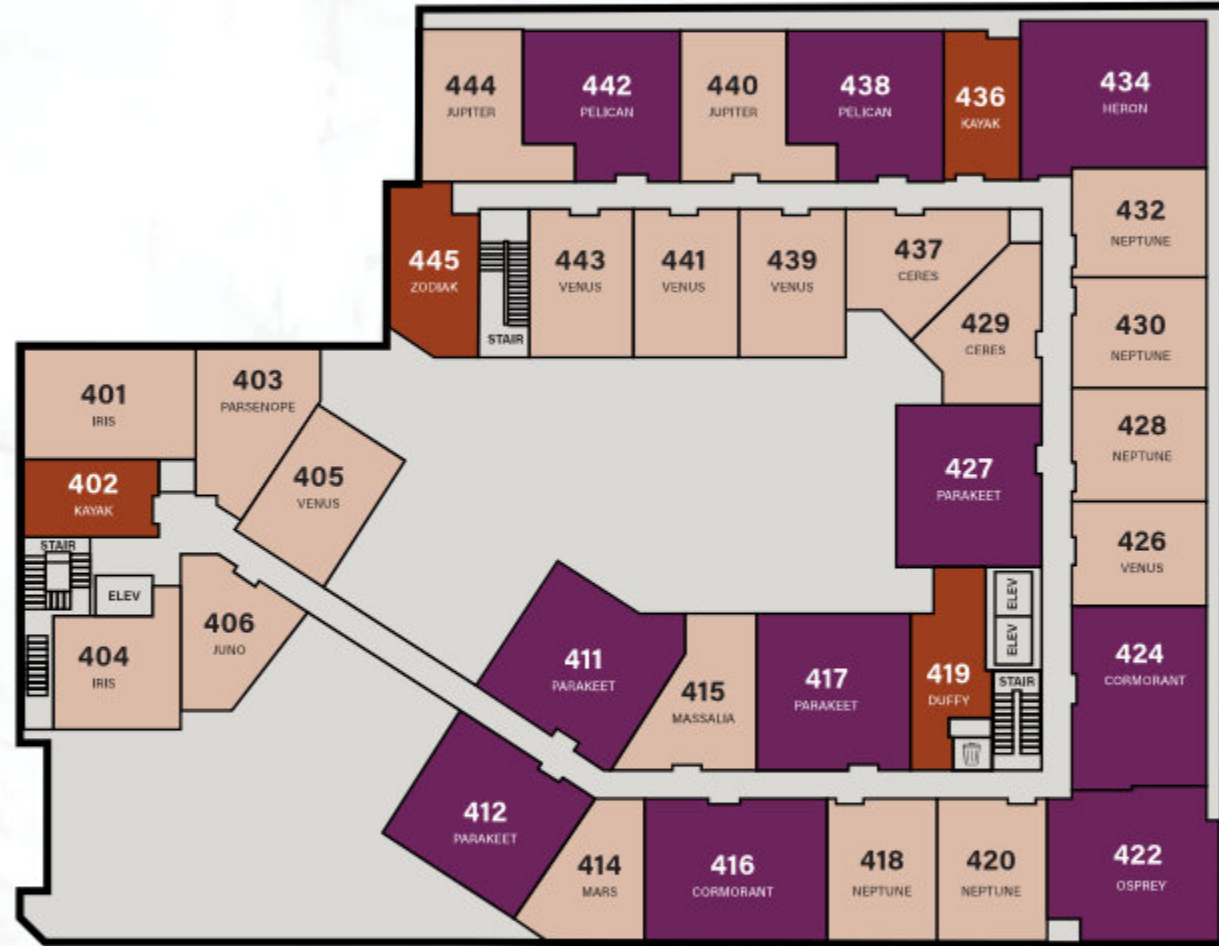 444
JUPITER
442
PELICAN
440
JUPITER
438
PELICAN
436
KAYAK
434
HERON
445
ZODIAK
STAIR
443
VENUS
441
VENUS
439
VENUS
437
CERES
429
CERES
432
NEPTUNE
430
NEPTUNE
428
NEPTUNE
426
VENUS
427
PARAKEET
401
IRIS
403
PARSENOPE
405
VENUS
402
KAYAK
STAIR
ELEV
404
IRIS
406
JUNO
411
PARAKEET
415
MASSALIA
417
PARAKEET
419
DUFFY
ELEV
ELEV
STAIR
424
CORMORANT
412
PARAKEET
414
MARS
416
CORMORANT
418
NEPTUNE
420
NEPTUNE
422
OSPREY